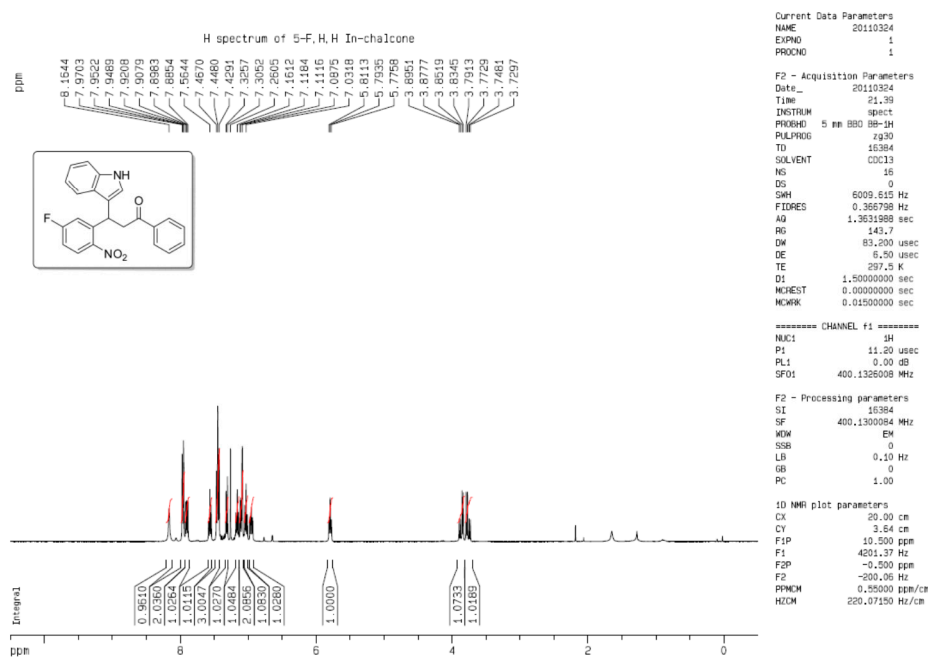 H spectrum of 5-F,H,H In-chalcone
ppm
8.1644
7.9703
7.9522
7.9489
7.9208
7.9079
7.8983
7.8854
7.5644
7.4670
7.4480
7.4291
7.3257
7.3052
7.2605
7.1612
7.1184
7.1116
7.0875
7.0318
5.8113
5.7935
5.7758
3.8951
3.8777
3.8519
3.8345
3.7913
3.7729
3.7481
3.7297
NH
O
F
NO2
Integral
0.9610
2.0360
1.0264
1.0115
3.0047
1.0270
1.0484
2.0856
1.0830
1.0280
1.0000
1.0733
1.0189
ppm
8
6
4
2
0
Current Data Parameters
NAME 20110324
EXPNO 1
PROCNO 1
F2 - Acquisition Parameters
Date_ 20110324
Time 21.39
INSTRUM spect
PROBHD 5 mm BBO BB-1H
PULPROG zg30
TD 16384
SOLVENT CDCl3
NS 16
DS 0
SWH 6009.615 Hz
FIDRES 0.366798 Hz
AQ 1.3631988 sec
RG 143.7
DW 83.200 usec
DE 6.50 usec
TE 297.5 K
D1 1.50000000 sec
MCREST 0.00000000 sec
MCWRK 0.01500000 sec
======== CHANNEL f1 ========
NUC1 1H
P1 11.20 usec
PL1 0.00 dB
SFO1 400.1326008 MHz
F2 - Processing parameters
SI 16384
SF 400.1300084 MHz
WDW EM
SSB 0
LB 0.10 Hz
GB 0
PC 1.00
1D NMR plot parameters
CX 20.00 cm
CY 3.64 cm
F1P 10.500 ppm
F1 4201.37 Hz
F2P -0.500 ppm
F2 -200.06 Hz
PPMCM 0.55000 ppm/cm
HZCM 220.07150 Hz/cm